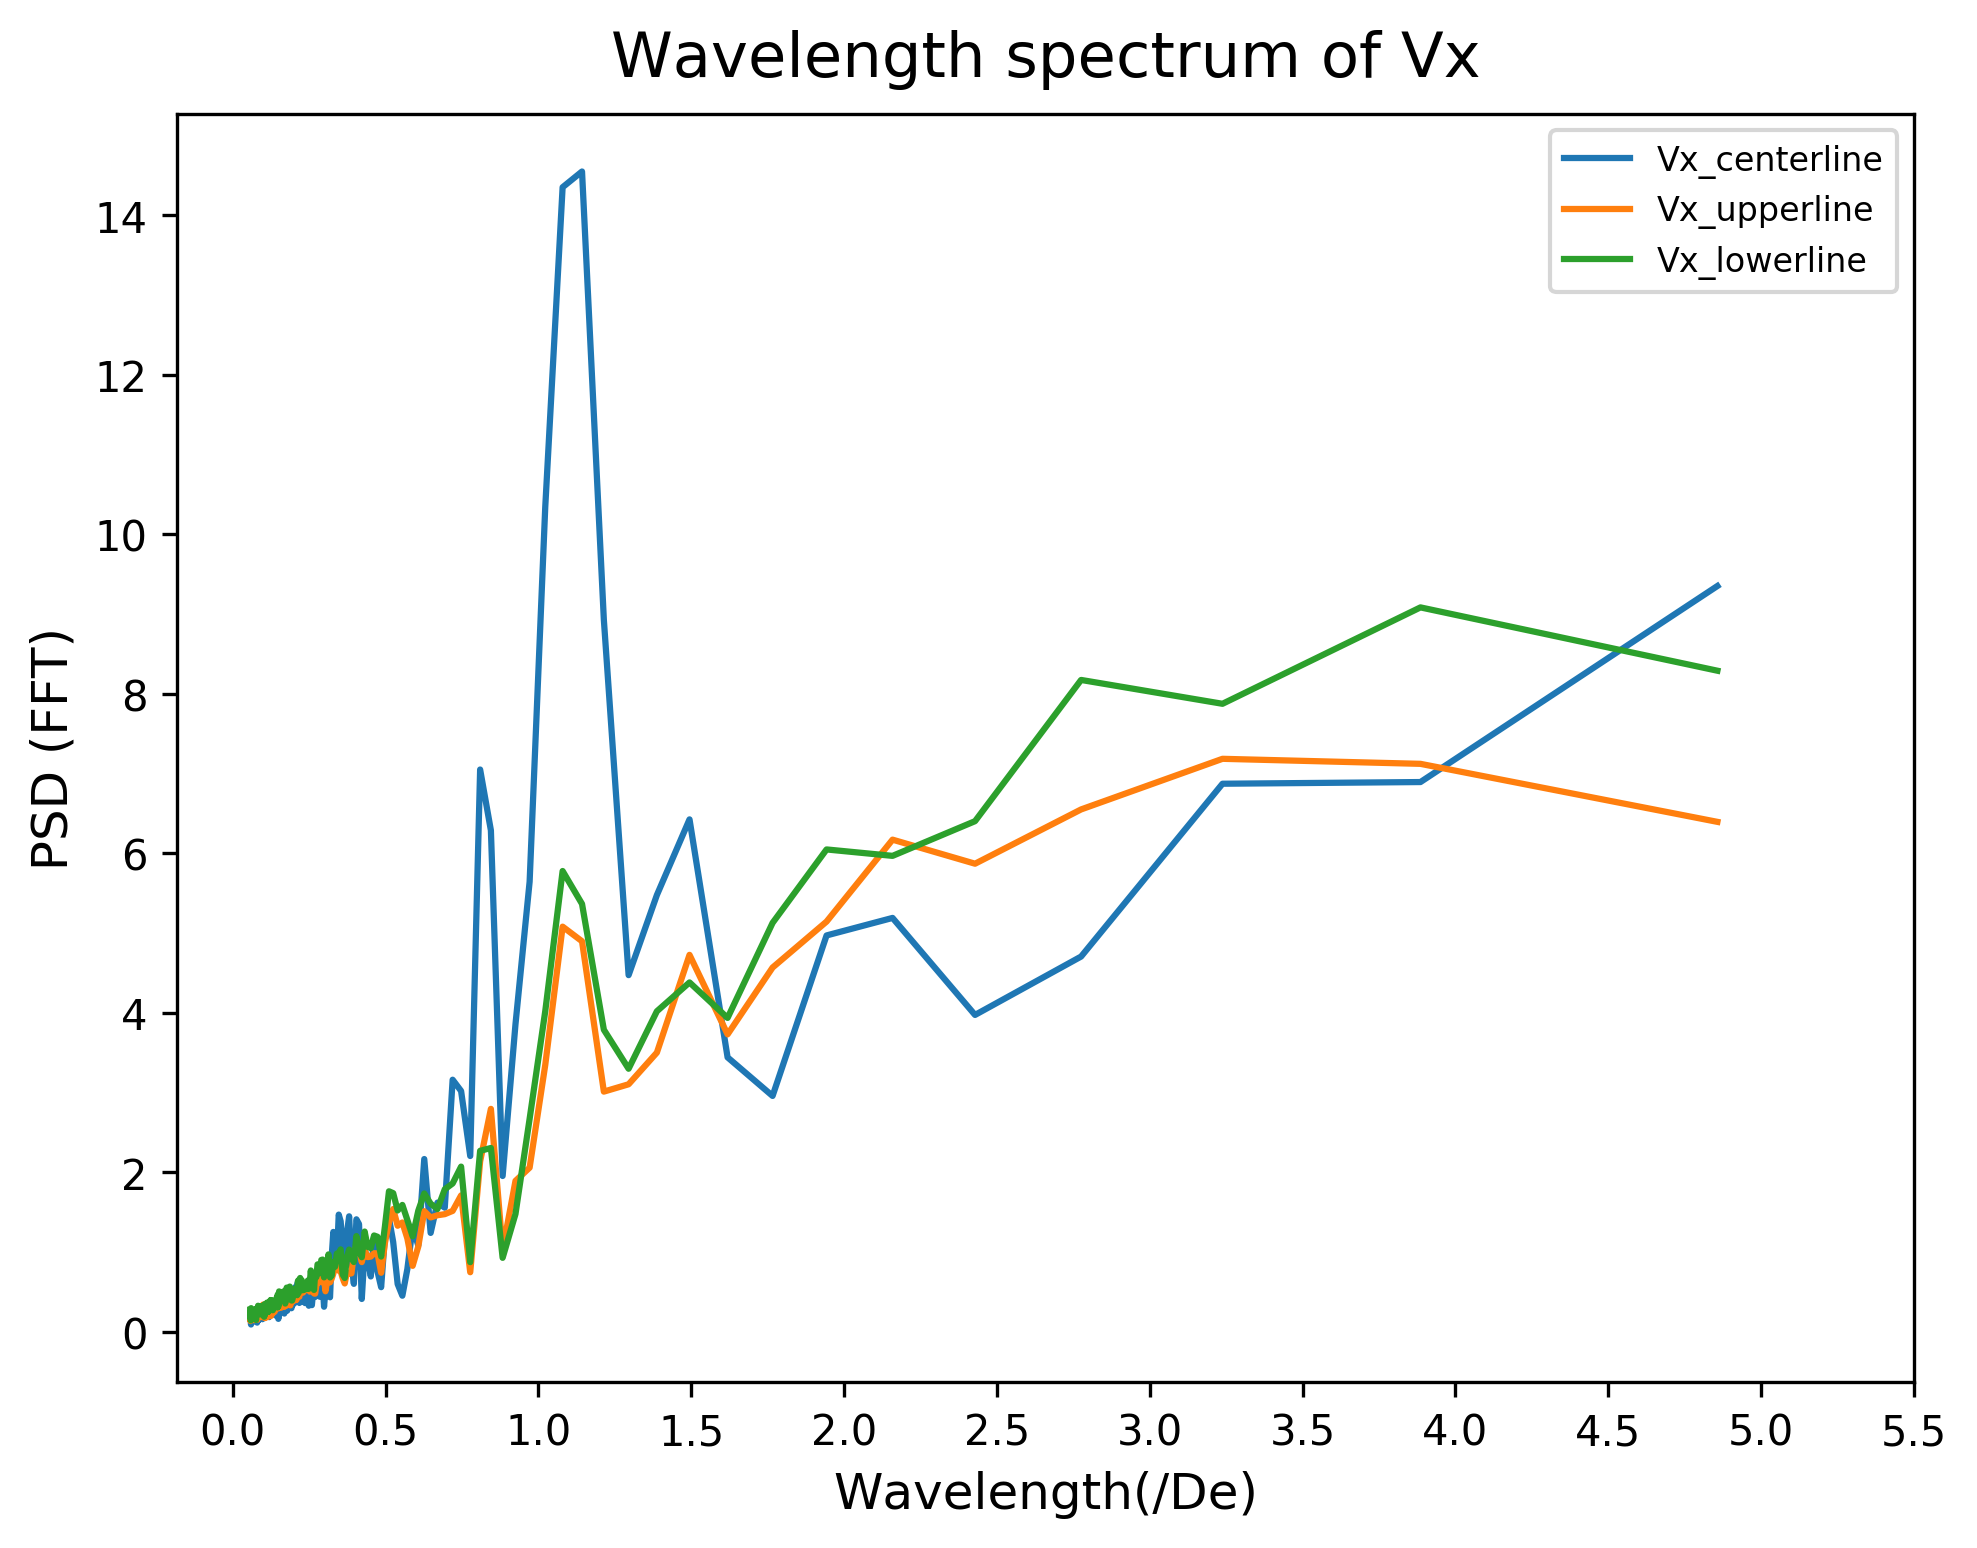 Wavelength spectrum of Vx
Vx_centerline
Vx_upperline
Vx_lowerline
14
12
10
8
6
4
2
0
PSD (FFT)
0.0 0.5 1.0 1.5 2.0 2.5 3.0 3.5 4.0 4.5 5.0 5.5
Wavelength(/De)